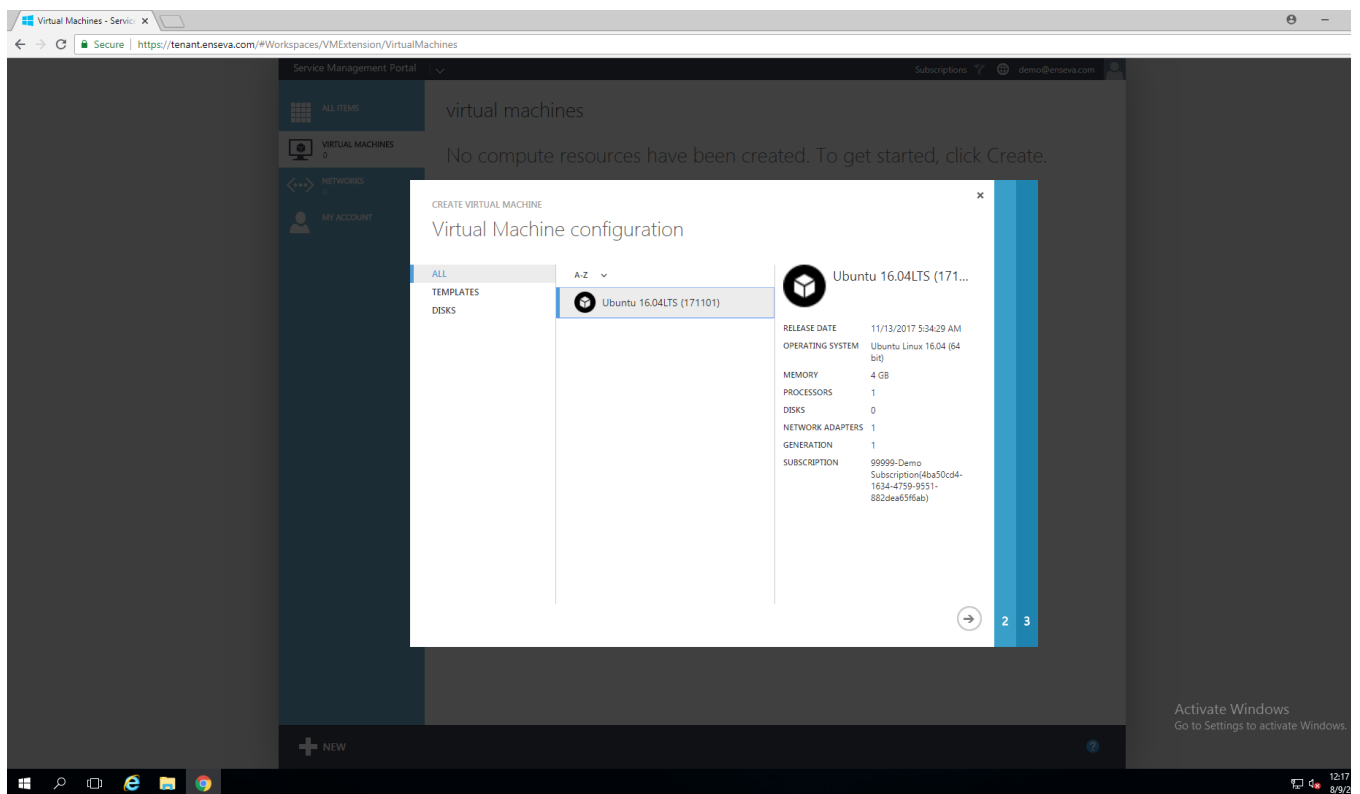 Virtual Machines - Servic
Secure | https://tenant.enseva.com/#Workspaces/VMExtension/VirtualMachines
Service Management Portal
Subscriptions
demo@enseva.com
ALL ITEMS
virtual machines
VIRTUAL MACHINES
0
No compute resources have been created. To get started, click Create.
NETWORKS
0
MY ACCOUNT
CREATE VIRTUAL MACHINE
Virtual Machine configuration
ALL
TEMPLATES
DISKS
A-Z
Ubuntu 16.04LTS (171101)
Ubuntu 16.04LTS (171...
RELEASE DATE 11/13/2017 5:34:29 AM
OPERATING SYSTEM Ubuntu Linux 16.04 (64
bit)
MEMORY 4 GB
PROCESSORS 1
DISKS 0
NETWORK ADAPTERS 1
GENERATION 1
SUBSCRIPTION 99999-Demo
Subscription(4ba50cd4-
1634-4759-9551-
882dea65f6ab)
2 3
Activate Windows
Go to Settings to activate Windows.
NEW
?
12:17
8/9/2